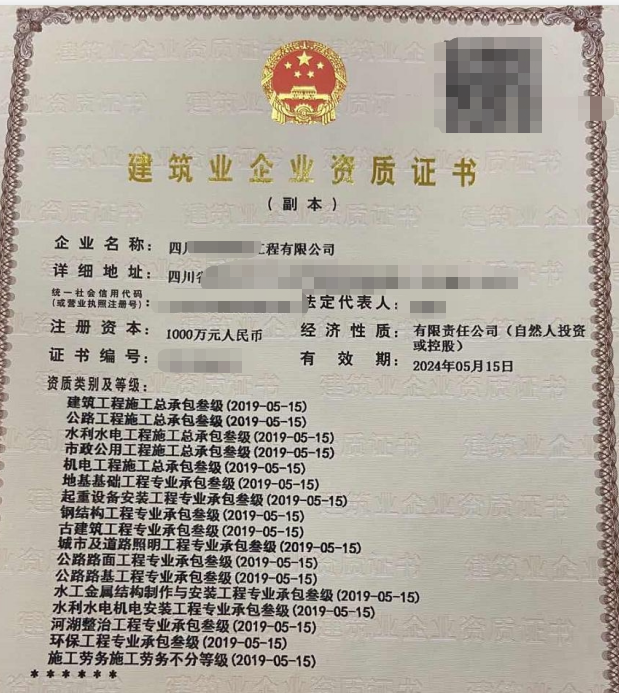 建筑业企业资质证书
(副本)
企业名称: 四川 工程有限公司
详细地址: 四川省
统一社会信用代码
(或营业执照注册号): 法定代表人:
注册资本: 1000万元人民币 经济性质: 有限责任公司(自然人投资
或控股)
证书编号: 有效期: 2024年05月15日
资质类别及等级:
建筑工程施工总承包叁级(2019-05-15)
公路工程施工总承包叁级(2019-05-15)
水利水电工程施工总承包叁级(2019-05-15)
市政公用工程施工总承包叁级(2019-05-15)
机电工程施工总承包叁级(2019-05-15)
地基基础工程专业承包叁级(2019-05-15)
起重设备安装工程专业承包叁级(2019-05-15)
钢结构工程专业承包叁级(2019-05-15)
古建筑工程专业承包叁级(2019-05-15)
城市及道路照明工程专业承包叁级(2019-05-15)
公路路面工程专业承包叁级(2019-05-15)
公路路基工程专业承包叁级(2019-05-15)
水工金属结构制作与安装工程专业承包叁级(2019-05-15)
水利水电机电安装工程专业承包叁级(2019-05-15)
河湖整治工程专业承包叁级(2019-05-15)
环保工程专业承包叁级(2019-05-15)
施工劳务施工劳务不分等级(2019-05-15)
******